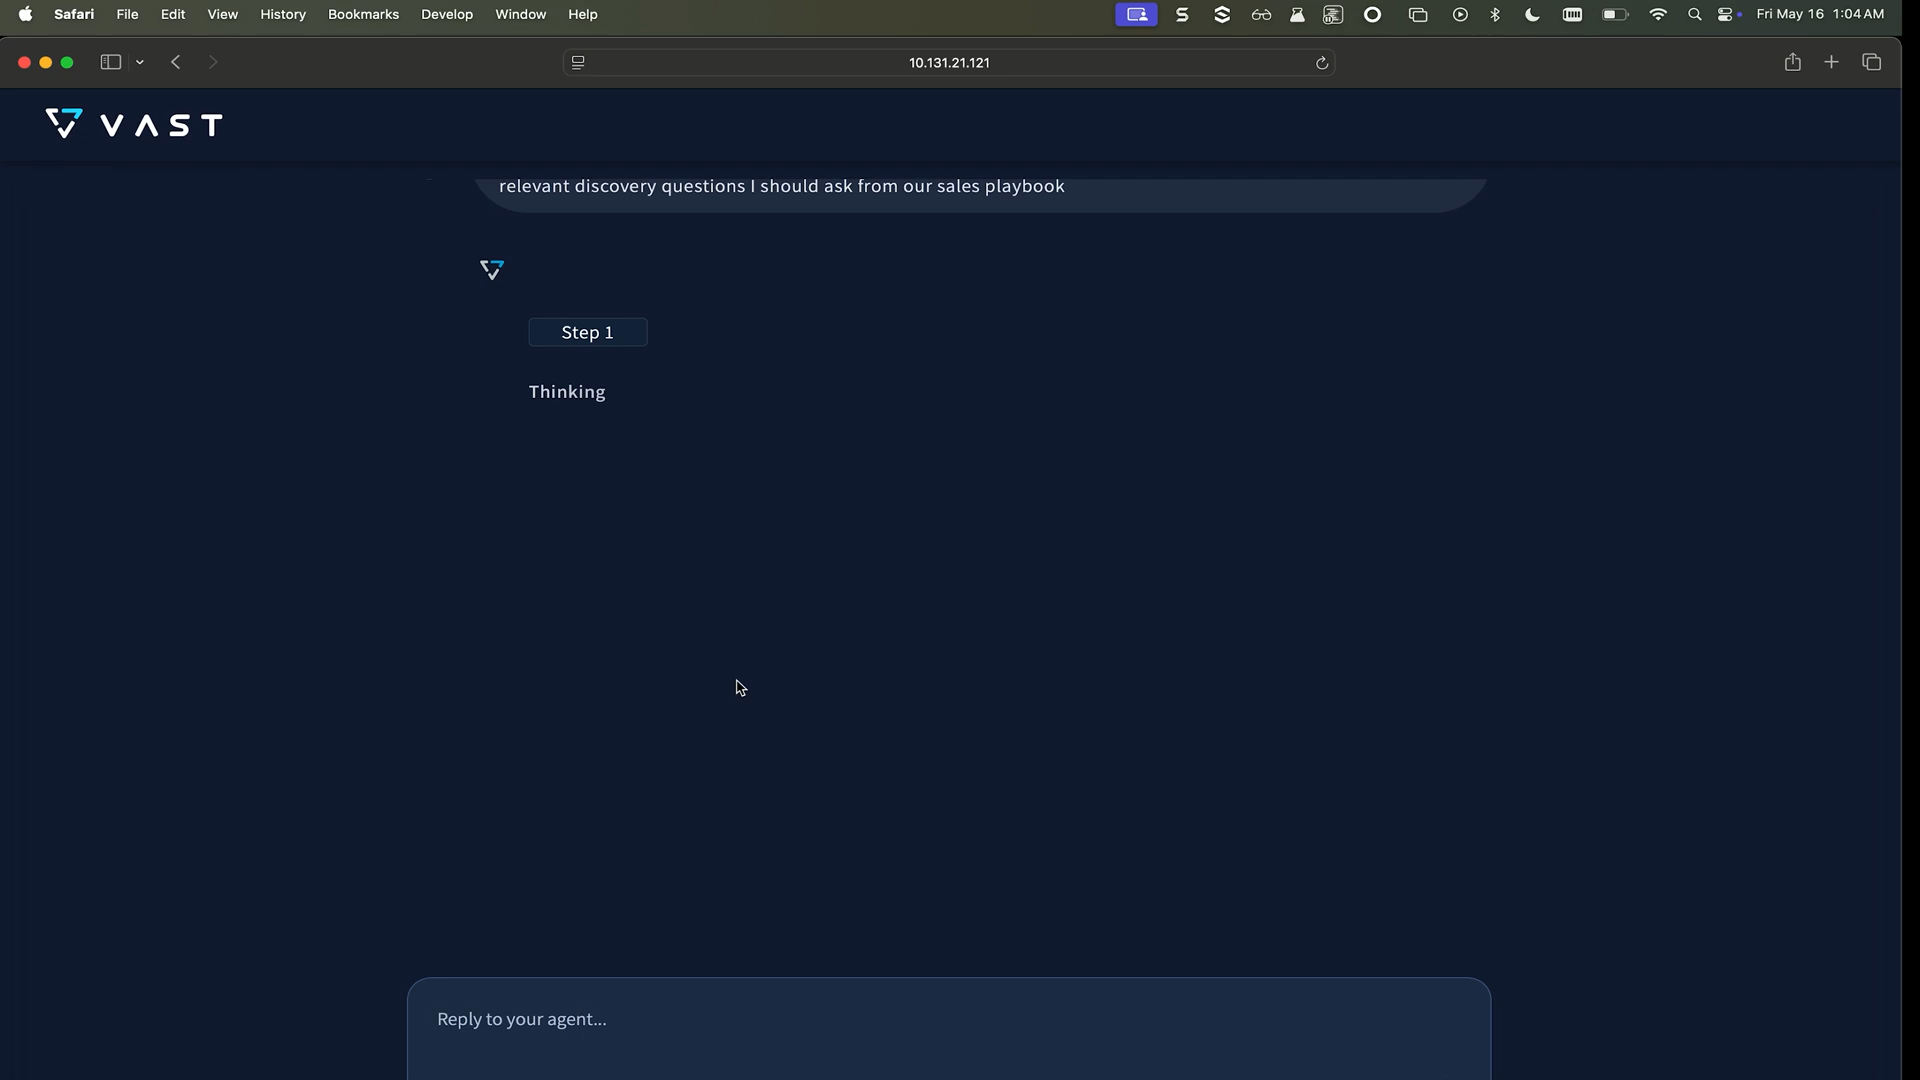 Safari File Edit View History Bookmarks Develop Window Help Fri May 16 1:04 AM
10.131.21.121
VAST
relevant discovery questions I should ask from our sales playbook
Step 1
Thinking
Reply to your agent...